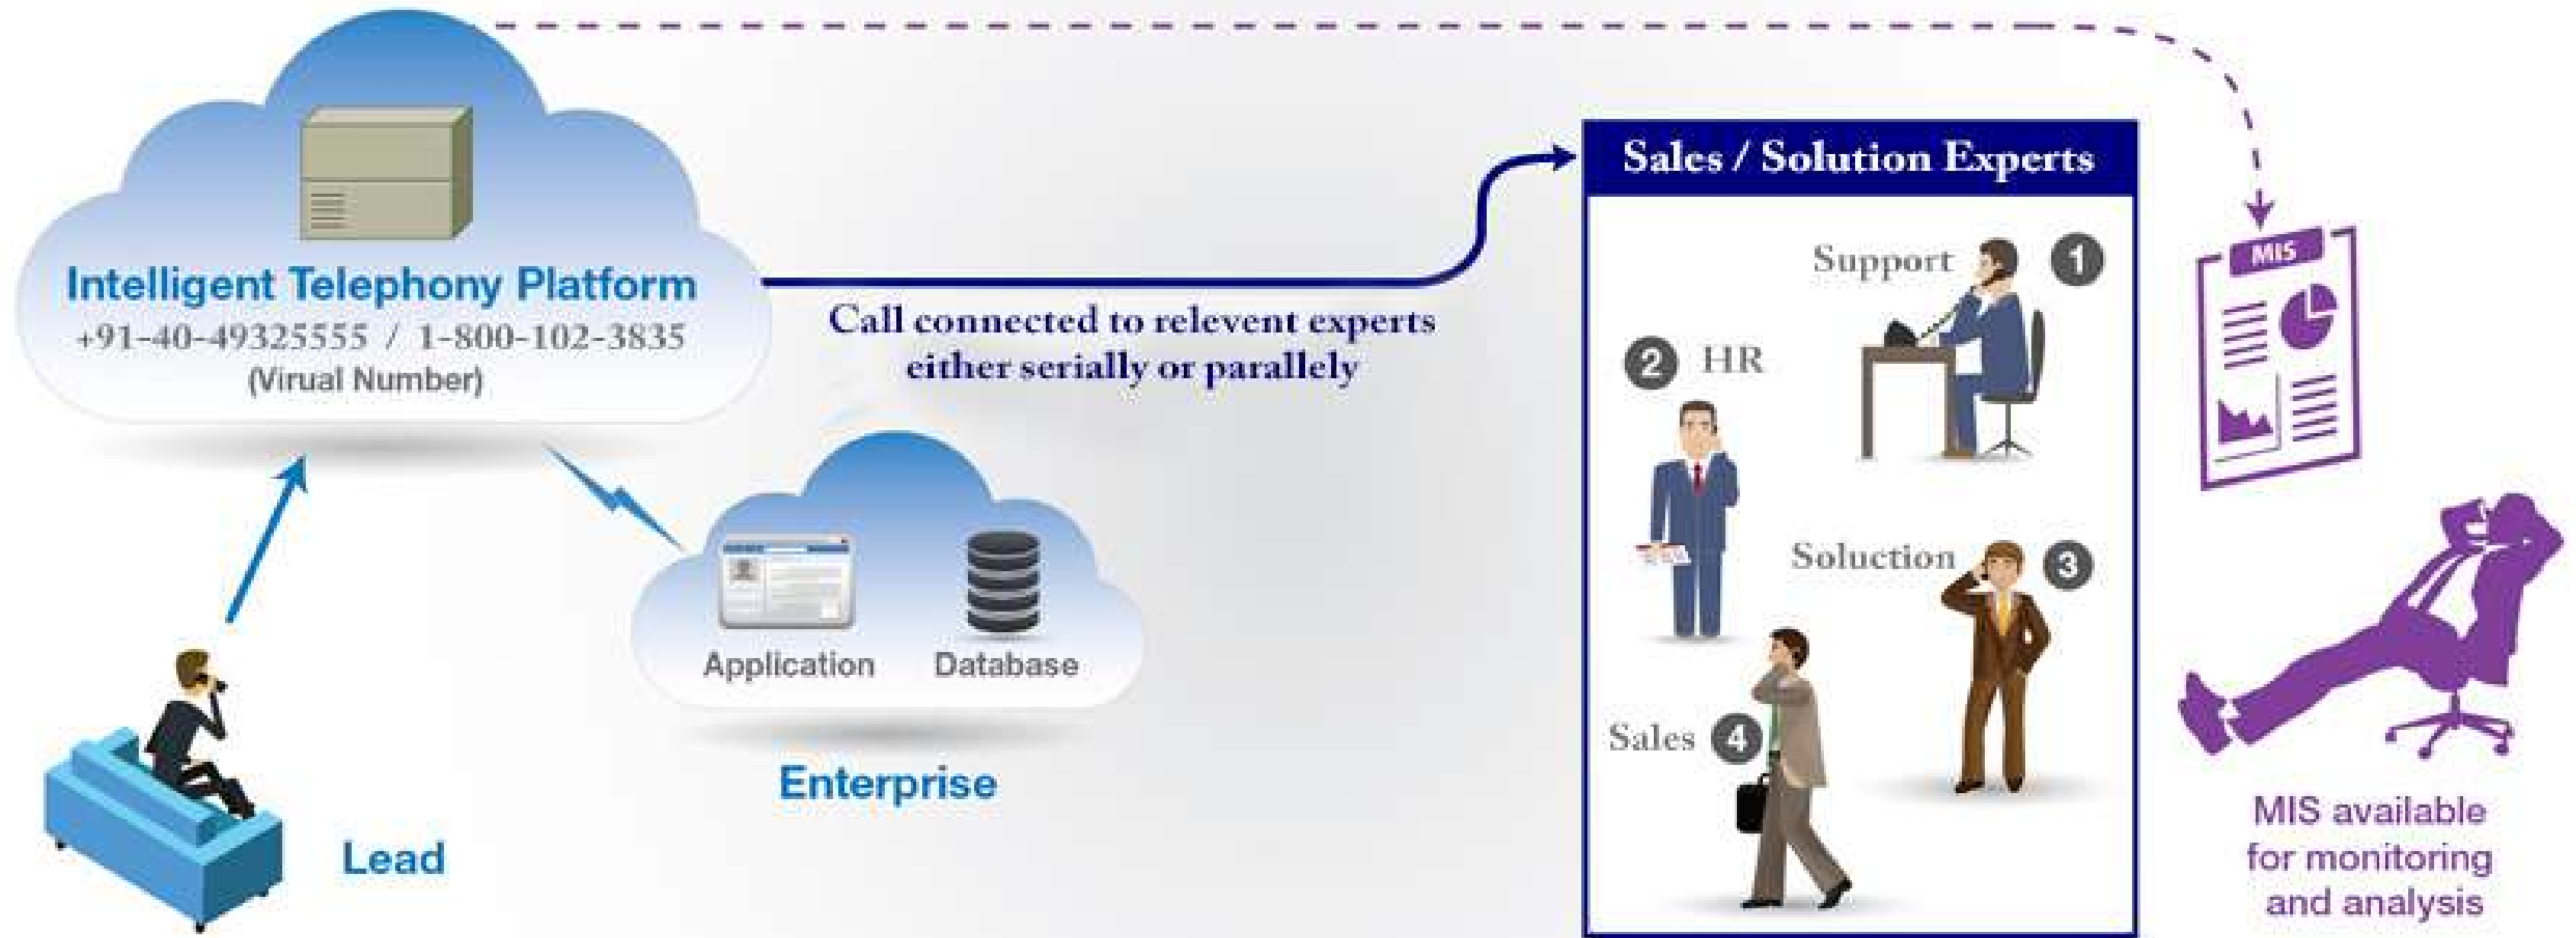 Intelligent Telephony Platform
+91-40-49325555 / 1-800-102-3835
(Virual Number)
Call connected to relevent experts
either serially or parallely
Lead
Application
Database
Enterprise
Sales / Solution Experts
Support
1
2
HR
Soluction
3
Sales
4
MIS
MIS available
for monitoring
and analysis